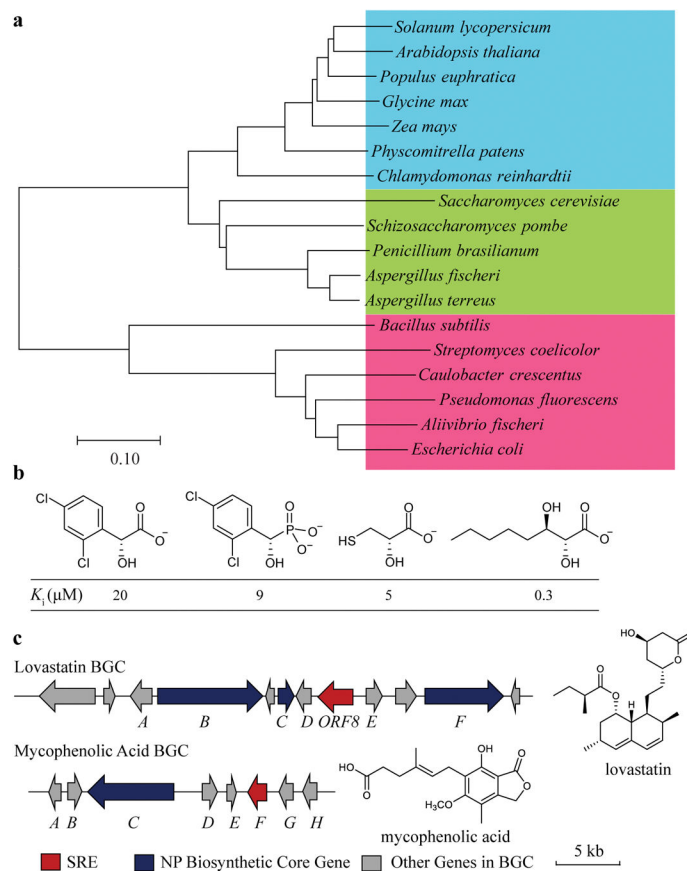 a
Solanum lycopersicum
Arabidopsis thaliana
Populus euphratica
Glycine max
Zea mays
Physcomitrella patens
Chlamydomonas reinhardtii
Saccharomyces cerevisiae
Schizosaccharomyces pombe
Penicillium brasilianum
Aspergillus fischeri
Aspergillus terreus
Bacillus subtilis
Streptomyces coelicolor
Caulobacter crescentus
Pseudomonas fluorescens
Aliivibrio fischeri
Escherichia coli
0.10
b
Cl Cl O O⁻ OH
Cl Cl O P O⁻ O⁻ OH
HS O O⁻ OH
OH O O⁻ OH
Ki (μM) 20 9 5 0.3
c
Lovastatin BGC
A B C D ORF8 E F
HO O O O
lovastatin
H
Mycophenolic Acid BGC
A B C D E F G H
HO O OH O O H₃CO
mycophenolic acid
SRE NP Biosynthetic Core Gene Other Genes in BGC
5 kb